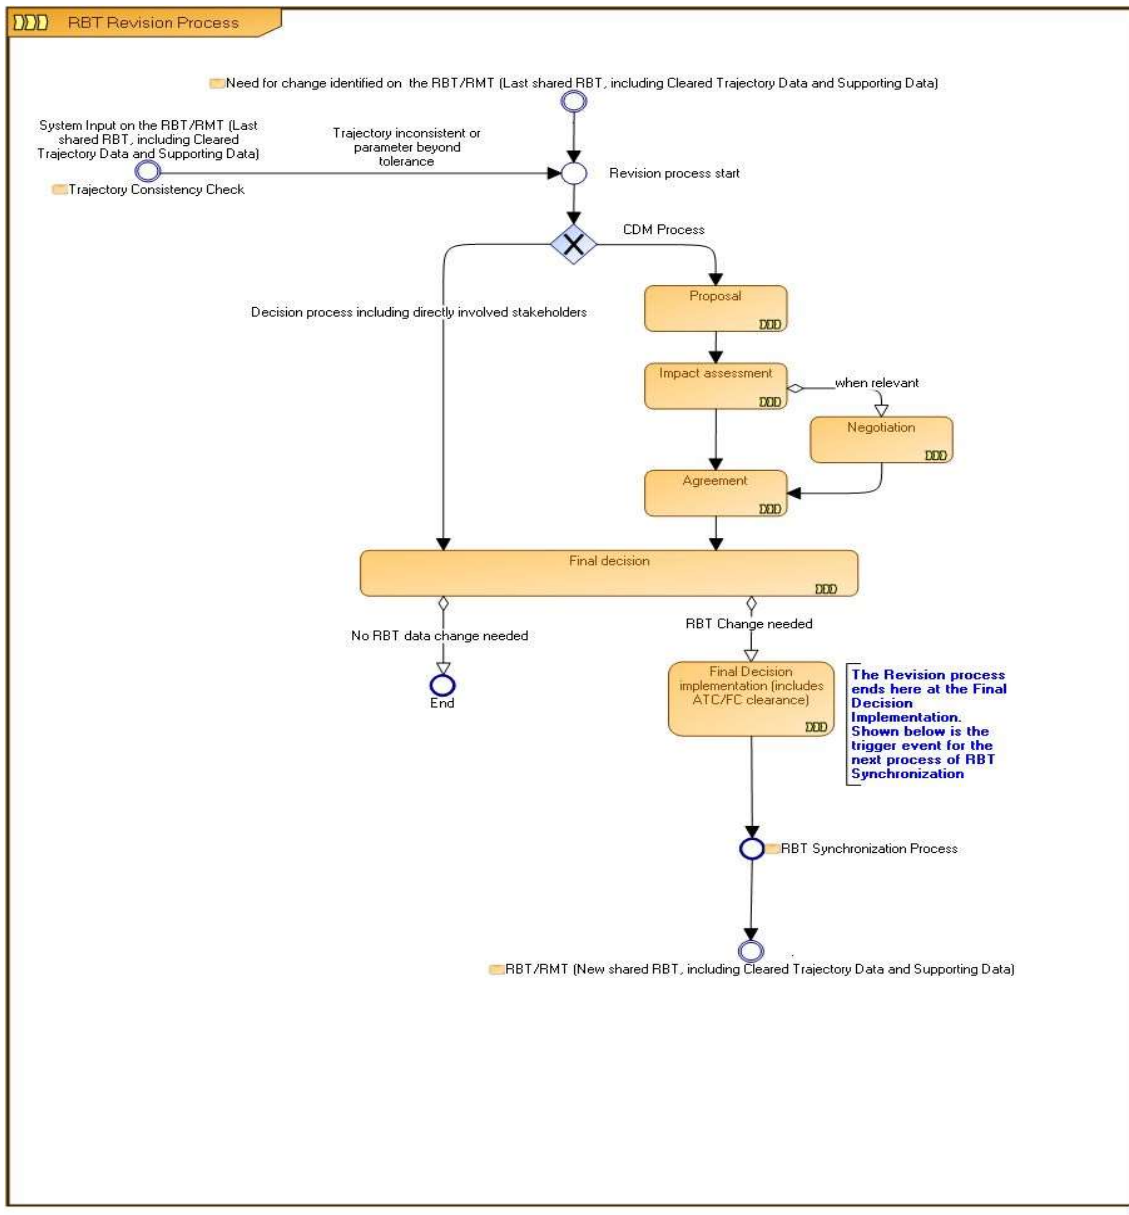 RBT Revision Process
Need for change identified on the RBT/RMT (Last shared RBT, including Cleared Trajectory Data and Supporting Data)
System Input on the RBT/RMT (Last
shared RBT, including Cleared
Trajectory Data and Supporting Data)
Trajectory inconsistent or
parameter beyond
tolerance
Revision process start
Trajectory Consistency Check
CDM Process
Proposal
Decision process including directly involved stakeholders
Impact assessment
when relevant
Negotiation
Agreement
Final decision
No RBT data change needed
RBT Change needed
End
Final Decision
implementation (includes
ATC/FC clearance)
The Revision process
ends here at the Final
Decision
Implementation.
Shown below is the
trigger event for the
next process of RBT
Synchronization
RBT Synchronization Process
RBT/RMT (New shared RBT, including Cleared Trajectory Data and Supporting Data)